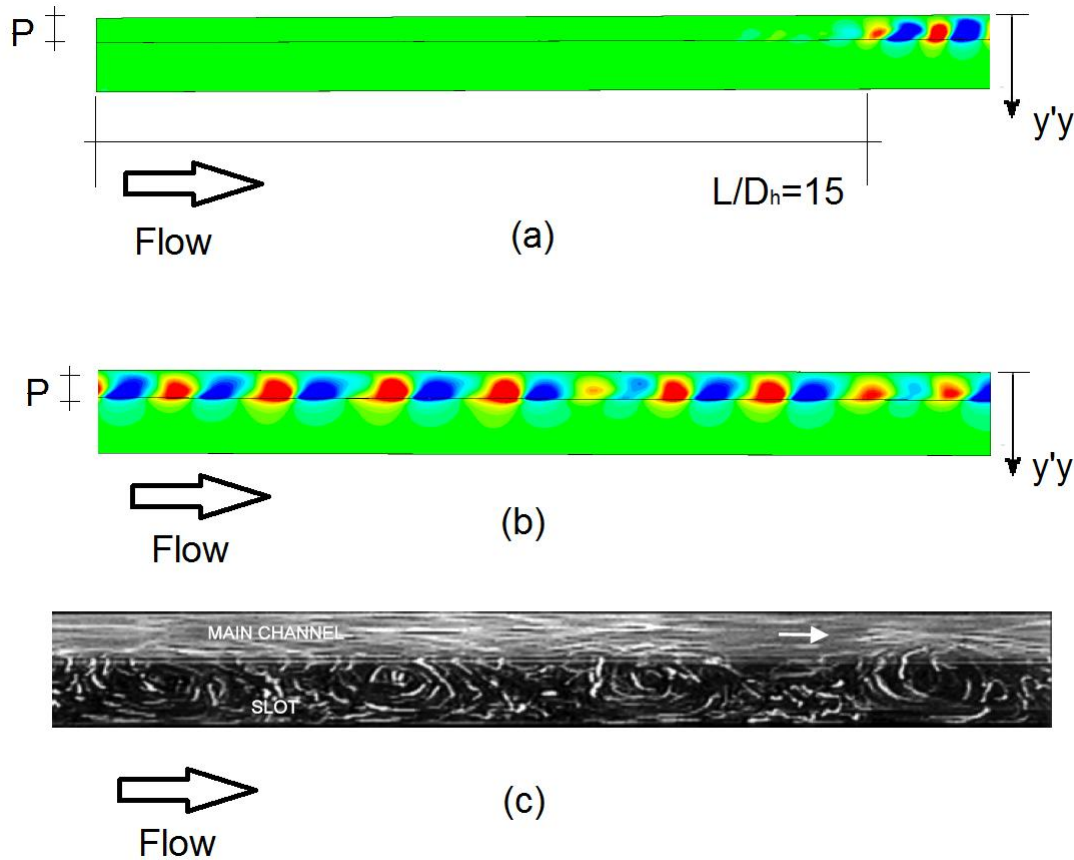 P
y'y
L/Dh=15
Flow
(a)
P
y'y
Flow
(b)
MAIN CHANNEL
SLOT
Flow
(c)